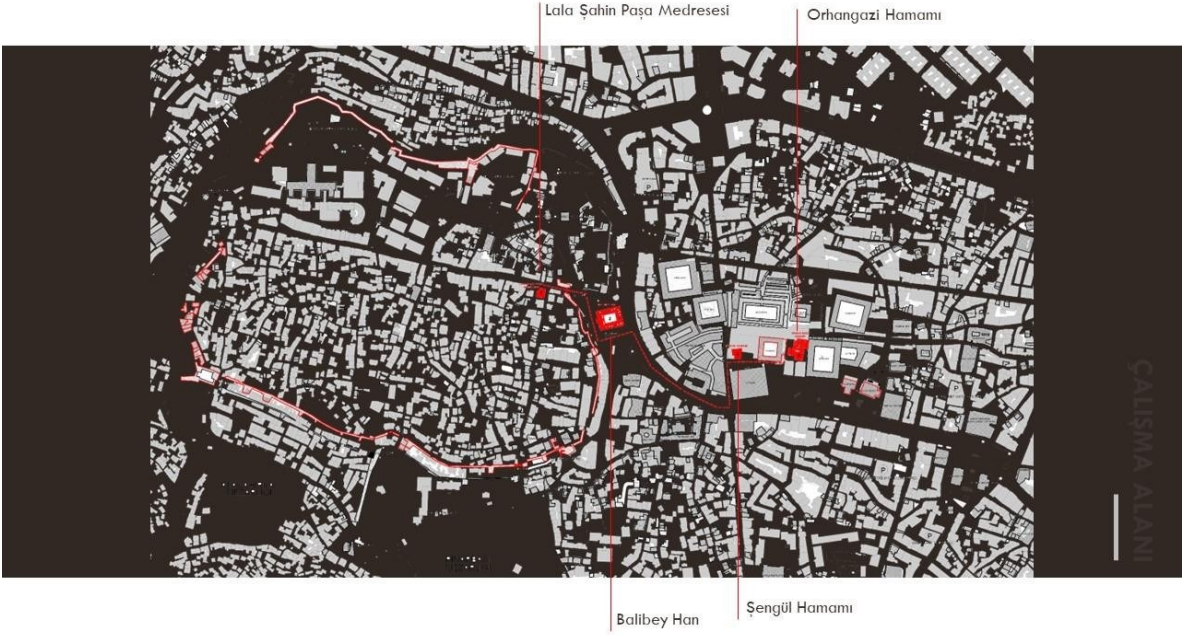 Lala Şahin Paşa Medresesi
Orhangazi Hamamı
ÇALIŞMA ALANI
Balibey Han
Şengül Hamamı